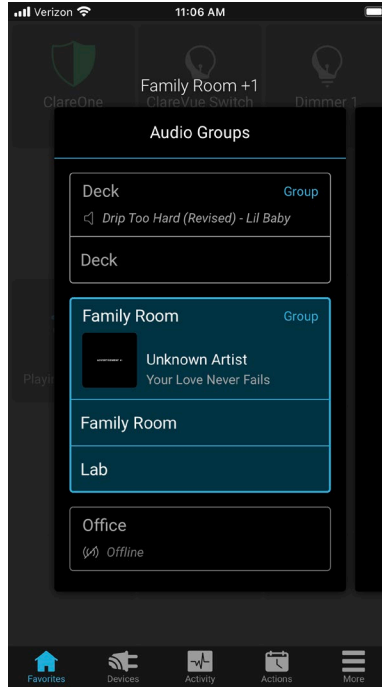 Verizon 11:06 AM
Family Room +1
ClareOne ClareVue Switch Dimmer 1
Audio Groups
Deck Group
Drip Too Hard (Revised) - Lil Baby
Deck
Family Room Group
Unknown Artist
Your Love Never Fails
Playi
Family Room
Lab
Office
Offline
Favorites Devices Activity Actions More